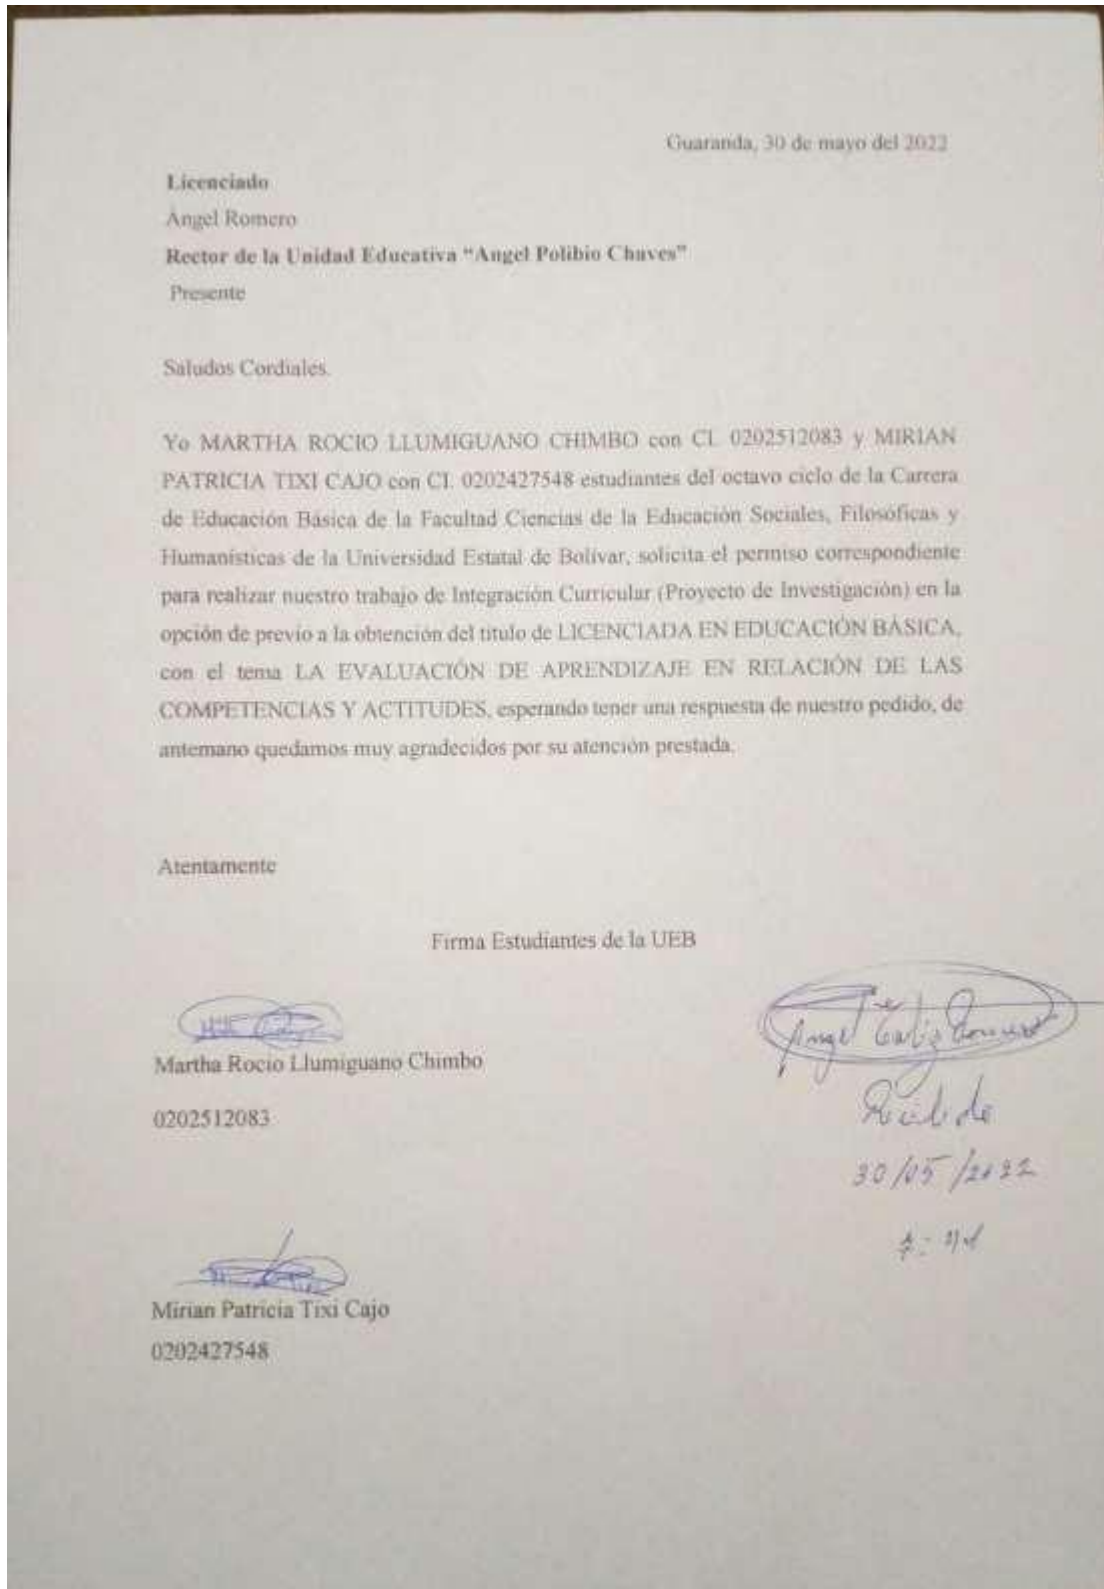 Guaranda, 30 de mayo del 2022
Licenciado
Ángel Romero
Rector de la Unidad Educativa “Angel Polibio Chaves”
Presente
Saludos Cordiales.
Yo MARTHA ROCIO LLUMIGUANO CHIMBO con CI. 0202512083 y MIRIAN
PATRICIA TIXI CAJO con CI. 0202427548 estudiantes del octavo ciclo de la Carrera
de Educación Básica de la Facultad Ciencias de la Educación Sociales, Filosóficas y
Humanísticas de la Universidad Estatal de Bolívar, solicita el permiso correspondiente
para realizar nuestro trabajo de Integración Curricular (Proyecto de Investigación) en la
opción de previo a la obtención del titulo de LICENCIADA EN EDUCACIÓN BÁSICA,
con el tema LA EVALUACIÓN DE APRENDIZAJE EN RELACIÓN DE LAS
COMPETENCIAS Y ACTITUDES, esperando tener una respuesta de nuestro pedido, de
antemano quedamos muy agradecidos por su atención prestada.
Atentamente
Firma Estudiantes de la UEB
Martha Rocio Llumiguano Chimbo
0202512083
Angel Romero
Recibido
30/05/2022
Mirian Patricia Tixi Cajo
0202427548